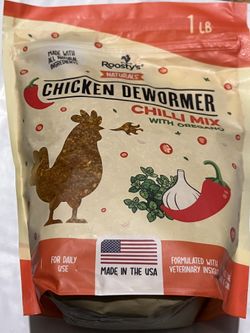 1 LB
MADE WITH
ALL NATURAL
INGREDIENTS
Roosty's
NATURALS
CHICKEN DEWORMER
CHILLI MIX
WITH OREGANO
FOR DAILY
USE
MADE IN THE USA
FORMULATED WITH
VETERINARY INSIGHT